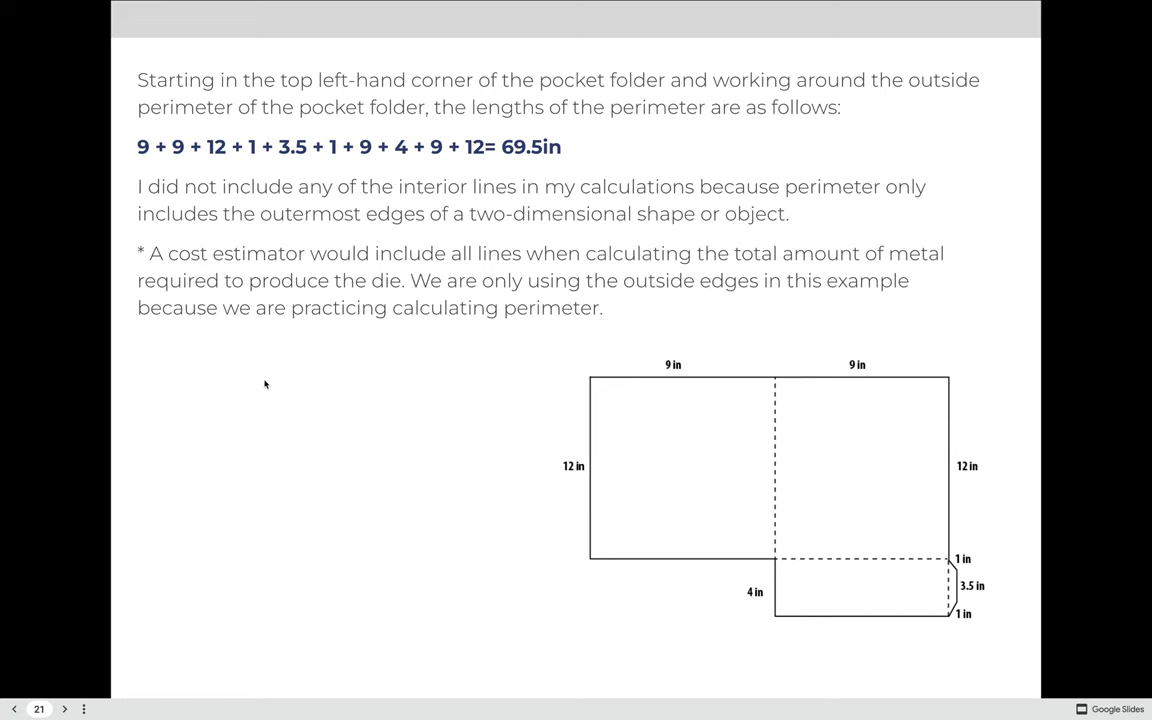 Starting in the top left-hand corner of the pocket folder and working around the outside
perimeter of the pocket folder, the lengths of the perimeter are as follows:
9 + 9 + 12 + 1 + 3.5 + 1 + 9 + 4 + 9 + 12= 69.5in
I did not include any of the interior lines in my calculations because perimeter only
includes the outermost edges of a two-dimensional shape or object.
* A cost estimator would include all lines when calculating the total amount of metal
required to produce the die. We are only using the outside edges in this example
because we are practicing calculating perimeter.
9 in
9 in
12 in
12 in
1 in
4 in
3.5 in
1 in
21
Google Slides